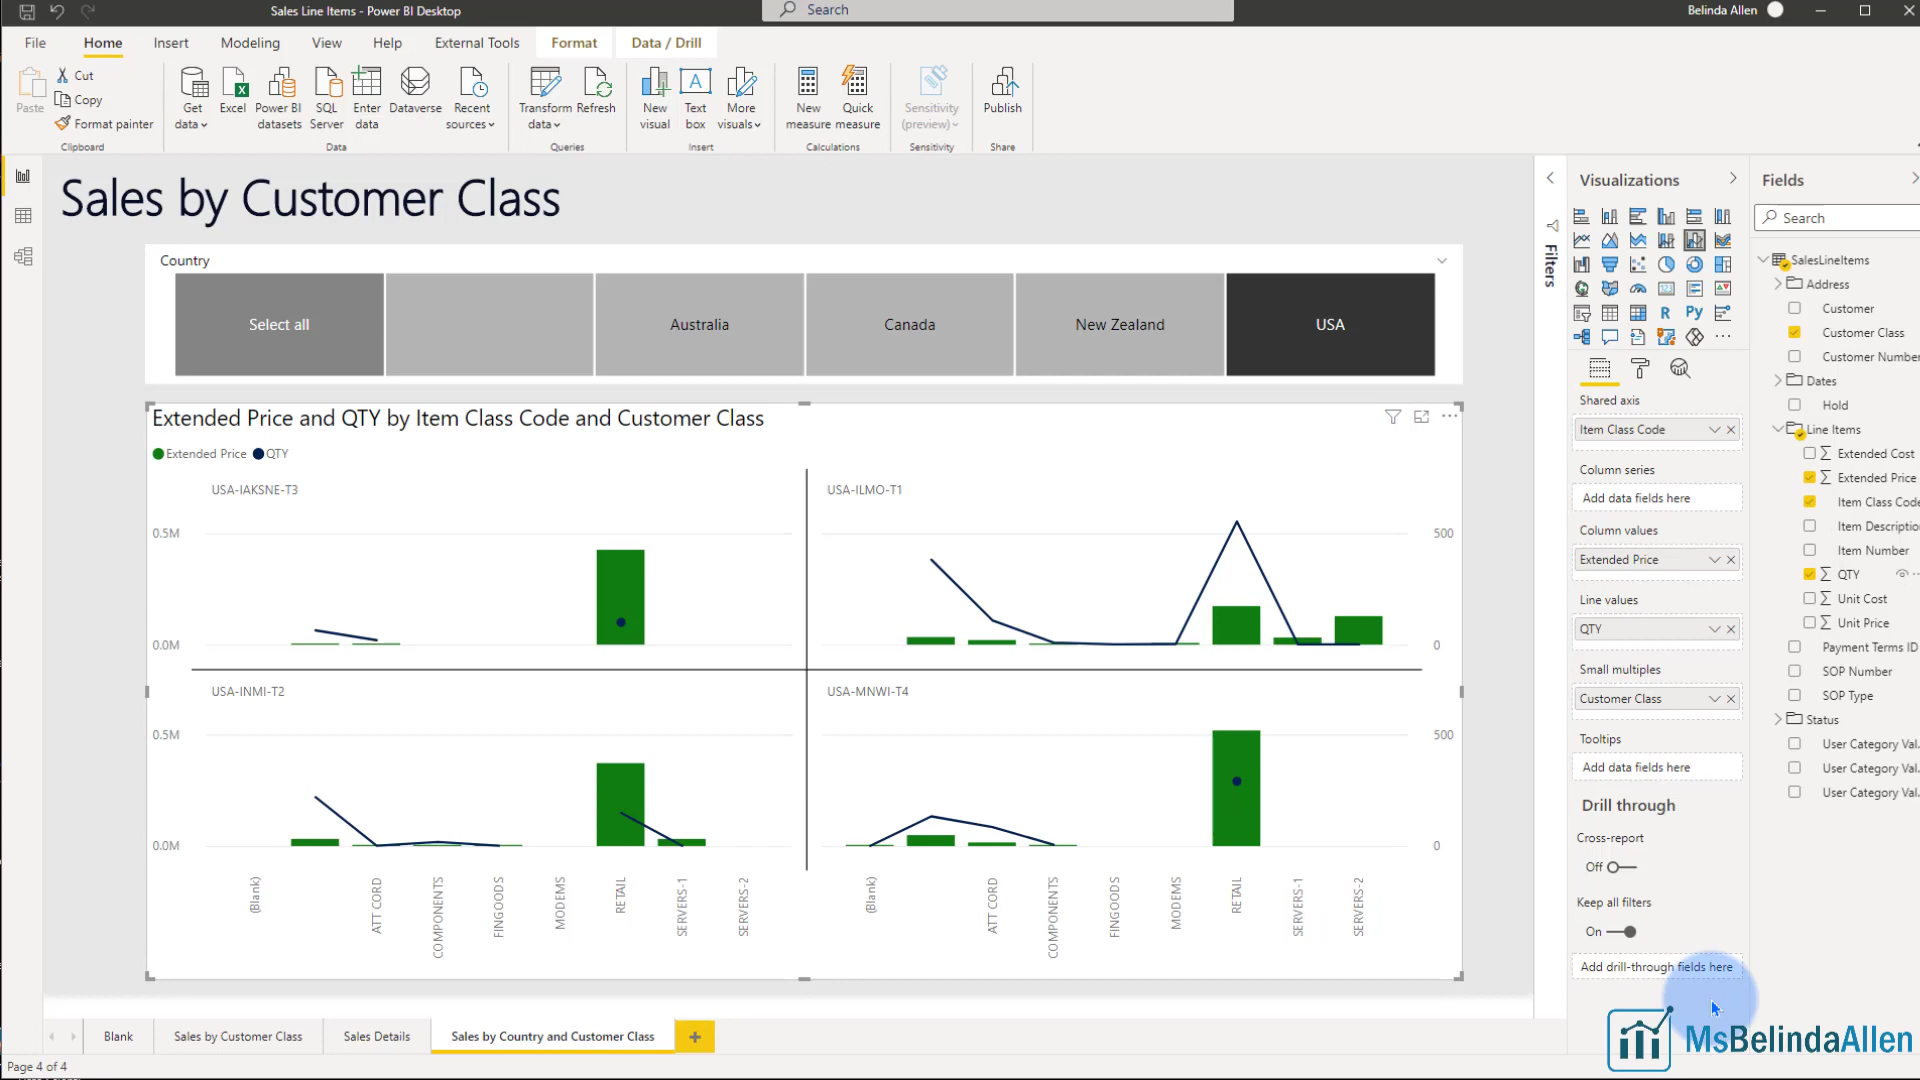 Sales Line Items - Power BI Desktop
Search
Belinda Allen
File
Home
Insert
Modeling
View
Help
External Tools
Format
Data / Drill
Paste
Cut
Copy
Format painter
Clipboard
Get data
Excel
Power BI datasets
SQL Server
Enter data
Dataverse
Recent sources
Data
Transform data
Refresh
Queries
New visual
Text box
More visuals
Insert
New measure
Quick measure
Calculations
Sensitivity (preview)
Sensitivity
Publish
Share
Sales by Customer Class
Country
Select all
Australia
Canada
New Zealand
USA
Extended Price and QTY by Item Class Code and Customer Class
Extended Price
QTY
USA-IAKSNE-T3
0.5M
0.0M
USA-ILMO-T1
500
0
USA-INMI-T2
0.5M
0.0M
USA-MNWI-T4
500
0
(Blank)
ATT CORD
COMPONENTS
FINGOODS
MODEMS
RETAIL
SERVERS-1
SERVERS-2
(Blank)
ATT CORD
COMPONENTS
FINGOODS
MODEMS
RETAIL
SERVERS-1
SERVERS-2
Filters
Visualizations
R
Py
123
Shared axis
Item Class Code
Column series
Add data fields here
Column values
Extended Price
Line values
QTY
Small multiples
Customer Class
Tooltips
Add data fields here
Drill through
Cross-report
Off
Keep all filters
On
Add drill-through fields here
Fields
Search
SalesLineItems
Address
Customer
Customer Class
Customer Number
Dates
Hold
Line Items
Extended Cost
Extended Price
Item Class Code
Item Descriptio
Item Number
QTY
Unit Cost
Unit Price
Payment Terms ID
SOP Number
SOP Type
Status
User Category Val...
User Category Val...
User Category Val...
Blank
Sales by Customer Class
Sales Details
Sales by Country and Customer Class
Page 4 of 4
MsBelindaAllen